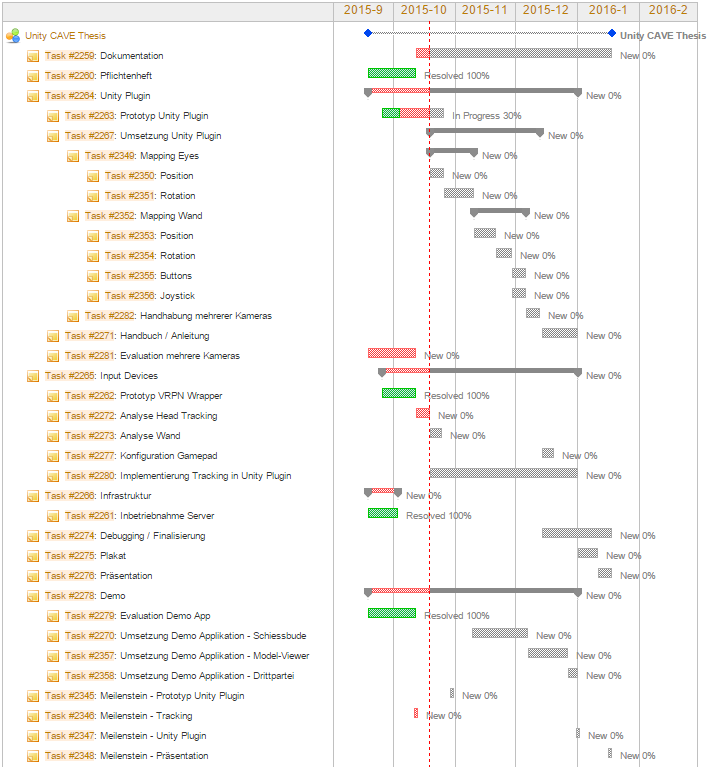 2015-9 2015-10 2015-11 2015-12 2016-1 2016-2
Unity CAVE Thesis Unity CAVE Thesis
Task #2259: Dokumentation New 0%
Task #2260: Pflichtenheft Resolved 100%
Task #2264: Unity Plugin New 0%
Task #2263: Prototyp Unity Plugin In Progress 30%
Task #2267: Umsetzung Unity Plugin New 0%
Task #2349: Mapping Eyes New 0%
Task #2350: Position New 0%
Task #2351: Rotation New 0%
Task #2352: Mapping Wand New 0%
Task #2353: Position New 0%
Task #2354: Rotation New 0%
Task #2355: Buttons New 0%
Task #2356: Joystick New 0%
Task #2282: Handhabung mehrerer Kameras New 0%
Task #2271: Handbuch / Anleitung New 0%
Task #2281: Evaluation mehrere Kameras New 0%
Task #2265: Input Devices New 0%
Task #2262: Prototyp VRPN Wrapper Resolved 100%
Task #2272: Analyse Head Tracking New 0%
Task #2273: Analyse Wand New 0%
Task #2277: Konfiguration Gamepad New 0%
Task #2280: Implementierung Tracking in Unity Plugin New 0%
Task #2266: Infrastruktur New 0%
Task #2261: Inbetriebnahme Server Resolved 100%
Task #2274: Debugging / Finalisierung New 0%
Task #2275: Plakat New 0%
Task #2276: Präsentation New 0%
Task #2278: Demo New 0%
Task #2279: Evaluation Demo App Resolved 100%
Task #2270: Umsetzung Demo Applikation - Schiessbude New 0%
Task #2357: Umsetzung Demo Applikation - Model-Viewer New 0%
Task #2358: Umsetzung Demo Applikation - Drittpartei New 0%
Task #2345: Meilenstein - Prototyp Unity Plugin New 0%
Task #2346: Meilenstein - Tracking New 0%
Task #2347: Meilenstein - Unity Plugin New 0%
Task #2348: Meilenstein - Präsentation New 0%